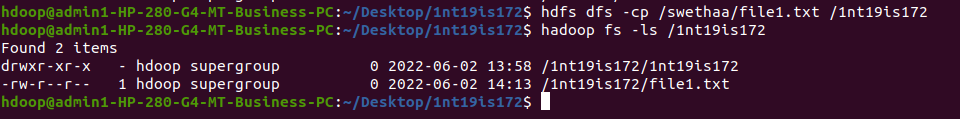 hdoop@admin1-HP-280-G4-MT-Business-PC:~/Desktop/1nt19is172$ hdfs dfs -cp /swethaa/file1.txt /1nt19is172
hdoop@admin1-HP-280-G4-MT-Business-PC:~/Desktop/1nt19is172$ hadoop fs -ls /1nt19is172
Found 2 items
drwxr-xr-x   - hdoop supergroup          0 2022-06-02 13:58 /1nt19is172/1nt19is172
-rw-r--r--   1 hdoop supergroup          0 2022-06-02 14:13 /1nt19is172/file1.txt
hdoop@admin1-HP-280-G4-MT-Business-PC:~/Desktop/1nt19is172$